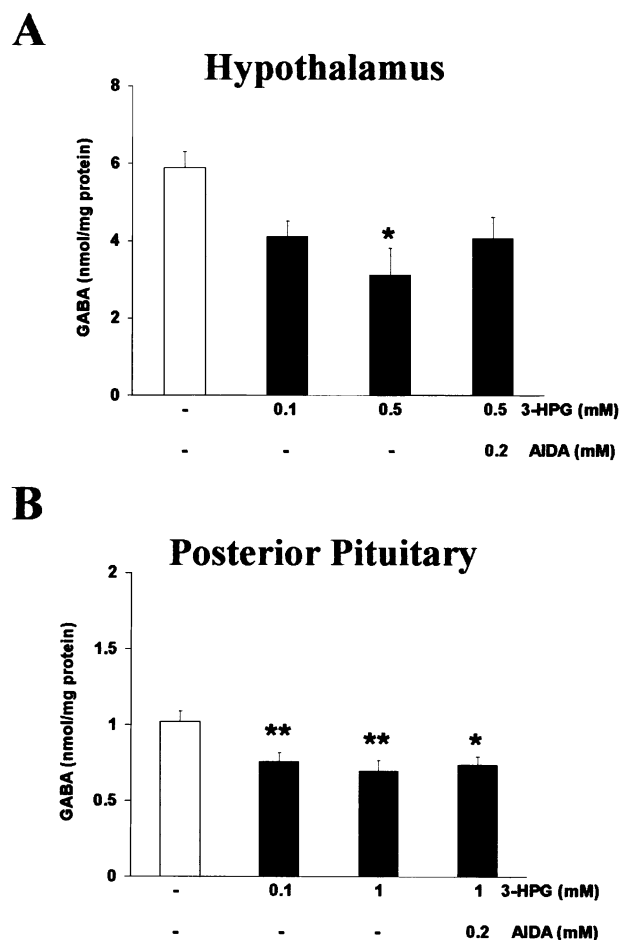 A
Hypothalamus
8
6
4
2
0
GABA (nmol/mg protein)
*
- 0.1 0.5 0.5 3-HPG (mM)
- - - 0.2 AIDA (mM)
B
Posterior Pituitary
2
1.5
1
0.5
0
GABA (nmol/mg protein)
** ** *
- 0.1 1 1 3-HPG (mM)
- - - 0.2 AIDA (mM)